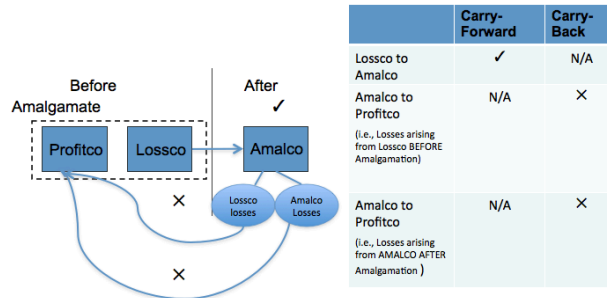 Before
After
✓
Amalgamate
Profitco
Lossco
Amalco
×
Lossco
losses
Amalco
Losses
×
Carry-
Forward
Carry-
Back
Lossco to
Amalco
✓
N/A
Amalco to
Profitco
(i.e., Losses arising
from Lossco BEFORE
Amalgamation)
N/A
×
Amalco to
Profitco
(i.e., Losses arising
from AMALCO AFTER
Amalgamation )
N/A
×